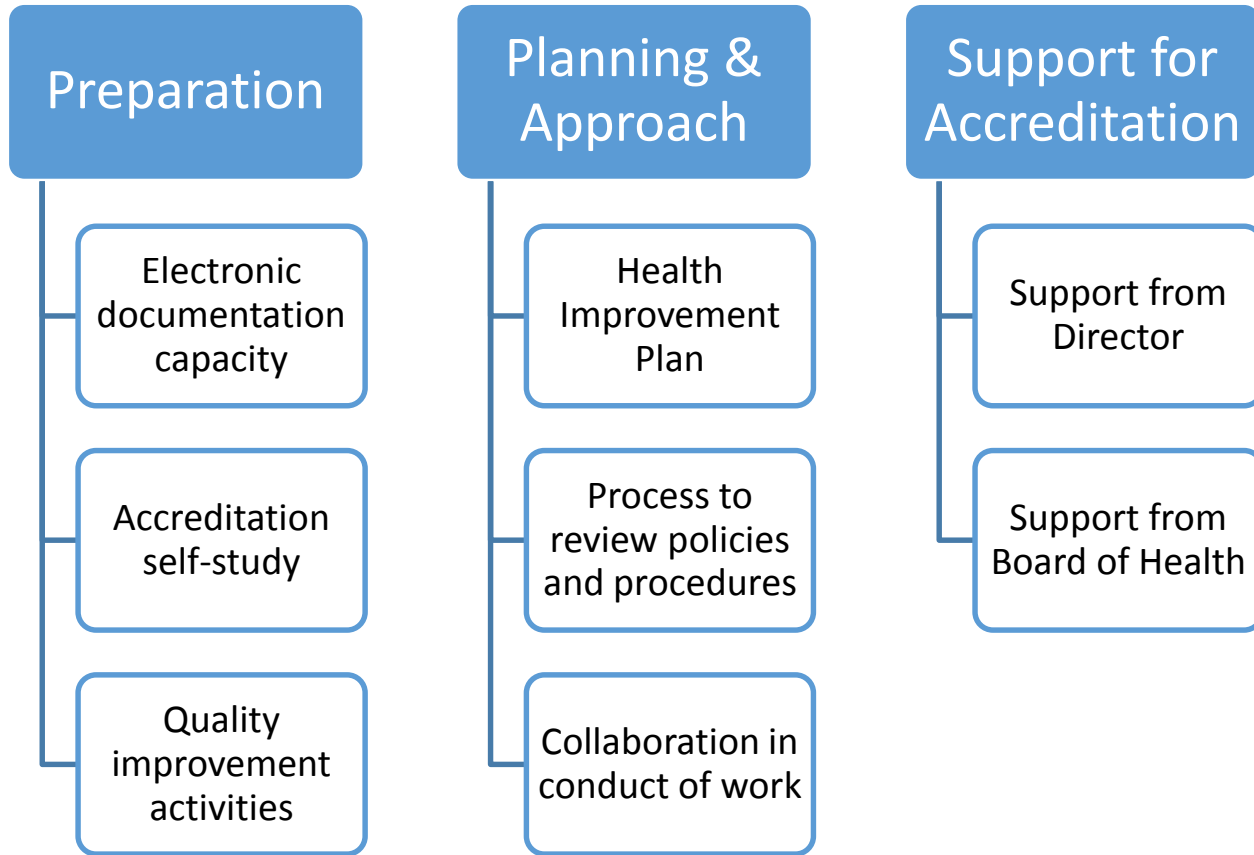 Preparation
Electronic
documentation
capacity
Accreditation
self-study
Quality
improvement
activities
Planning &
Approach
Health
Improvement
Plan
Process to
review policies
and procedures
Collaboration in
conduct of work
Support for
Accreditation
Support from
Director
Support from
Board of Health